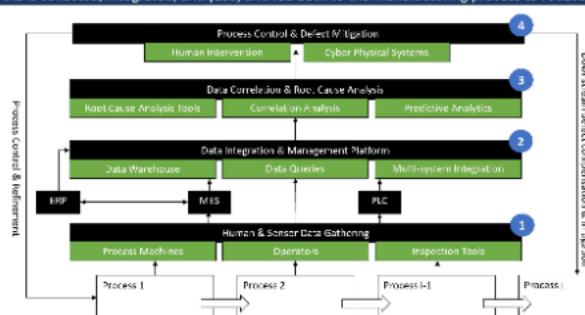 Process Control & Defect Mitigation
4
Human Intervention
Cyber Physical Systems
Data Correlation & Root Cause Analysis
3
Root Cause Analysis Tools
Correlation Analysis
Predictive Analytics
Data Integration & Management Platform
2
Data Warehouse
Data Queries
Multi-system Integration
ERP
MES
PLC
Human & Sensor Data Gathering
1
Process Machines
Operators
Inspection Tools
Process 1
Process 2
Process i-1
Process i
Process Control & Refinement